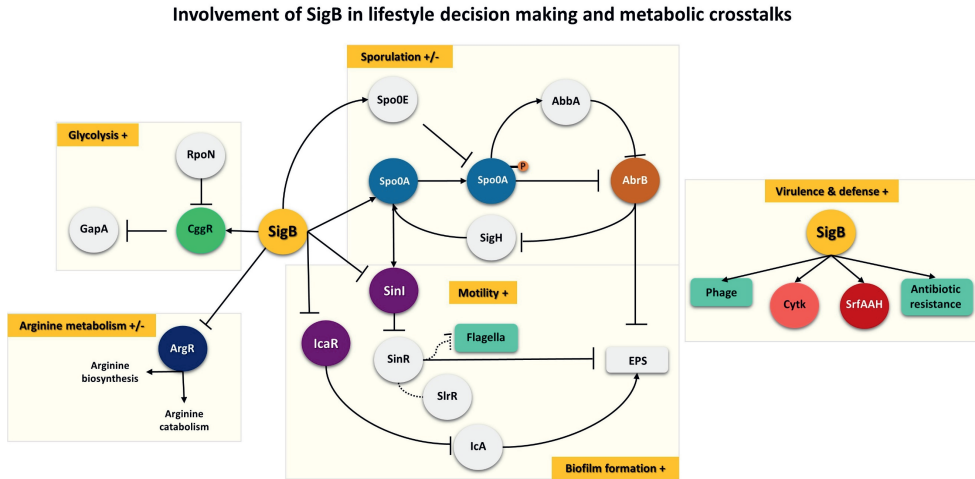 Involvement of SigB in lifestyle decision making and metabolic crosstalks
Sporulation +/-
Spo0E
AbbA
Glycolysis +
RpoN
P
Spo0A
Spo0A
AbrB
Virulence & defense +
GapA
CggR
SigB
SigH
SigB
Phage
Cytk
SrfAAH
Antibiotic
resistance
SinI
Motility +
Arginine metabolism +/-
ArgR
IcaR
Flagella
SinR
EPS
Arginine
biosynthesis
SlrR
Arginine
catabolism
IcA
Biofilm formation +